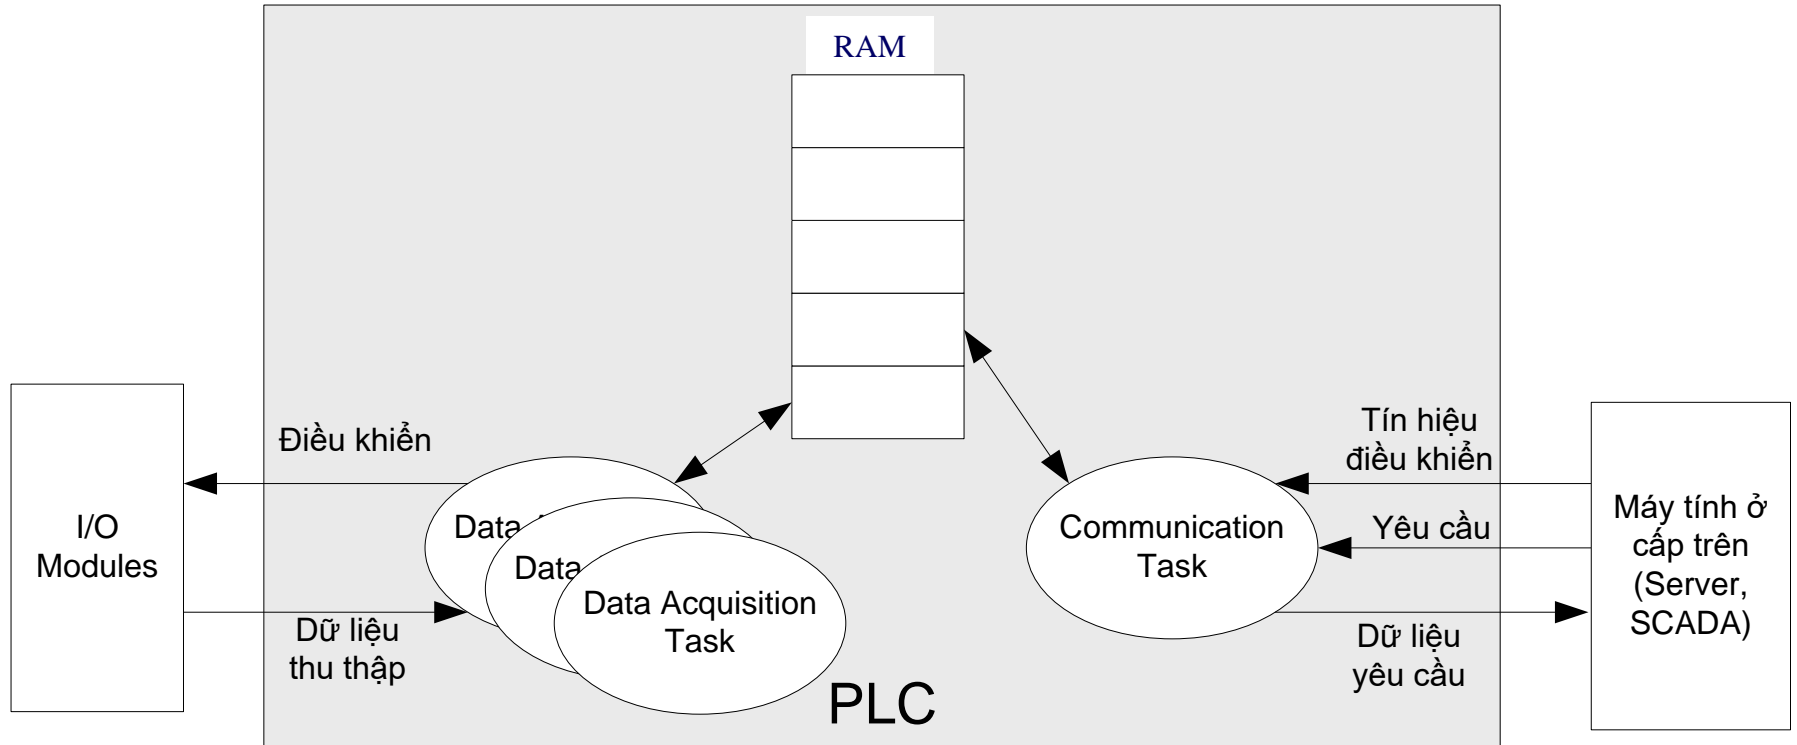 RAM
Điều khiển
I/O
Modules
Dữ liệu
thu thập
Data
Data
Data Acquisition
Task
PLC
Communication
Task
Tín hiệu
điều khiển
Yêu cầu
Dữ liệu
yêu cầu
Máy tính ở
cấp trên
(Server,
SCADA)